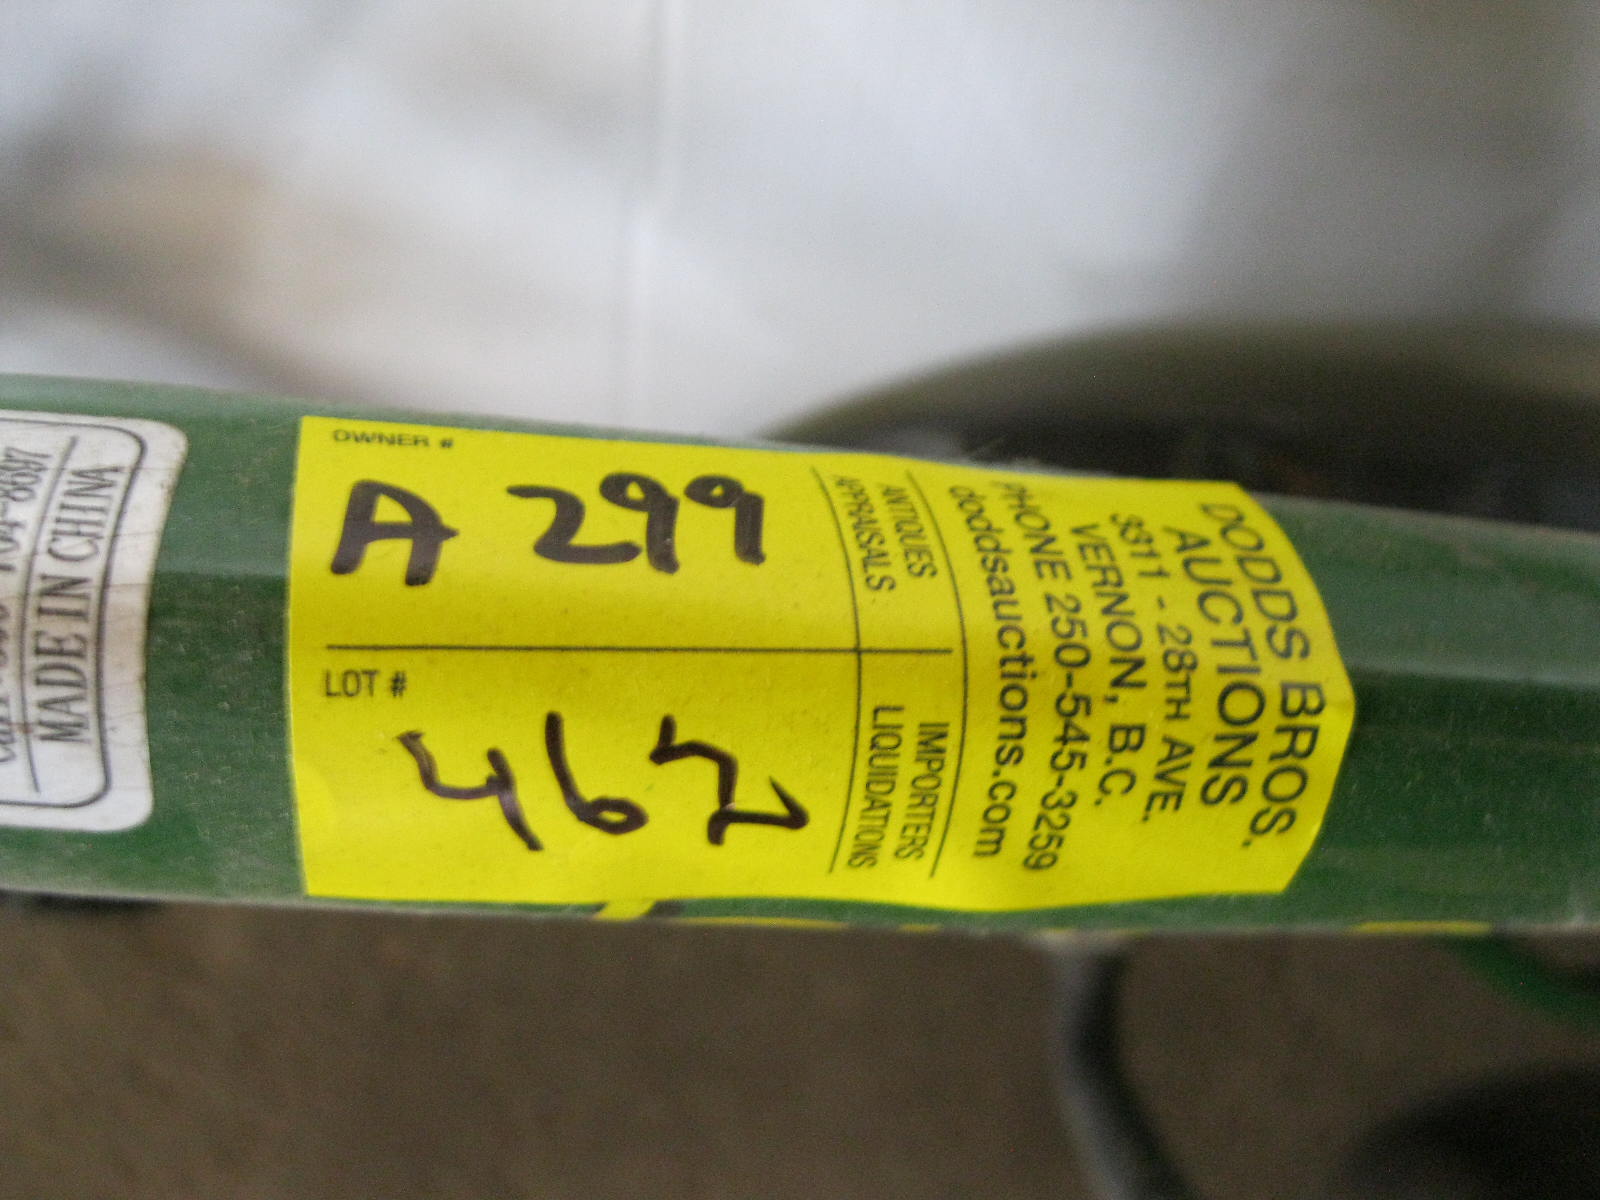 DODDS BROS.
AUCTIONS
3311 - 28TH AVE.
VERNON, B.C.
PHONE 250-545-3259
doddsauctions.com
ANTIQUES IMPORTERS
APPRAISALS LIQUIDATIONS
OWNER #
A 299
LOT #
462
MADE IN CHINA